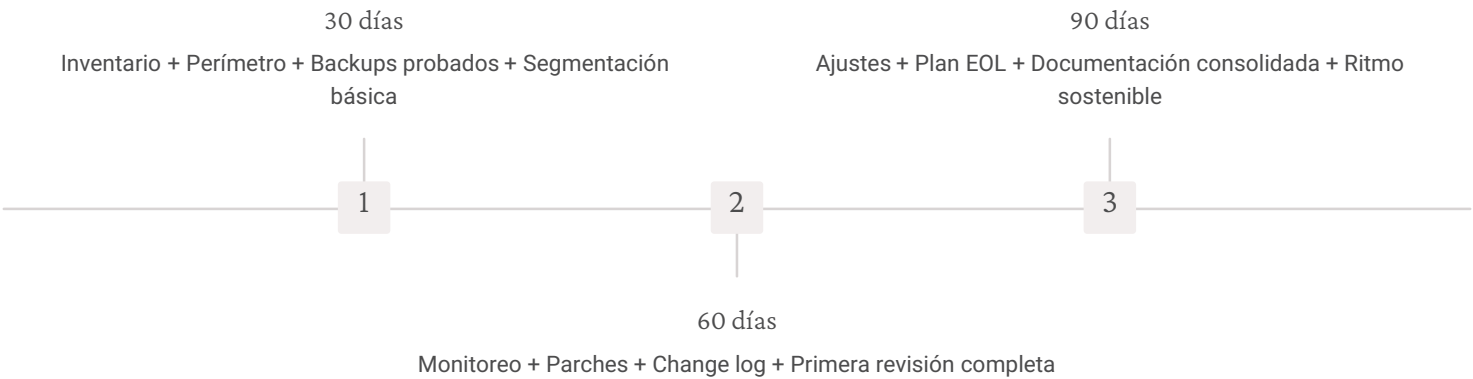 30 días
Inventario + Perímetro + Backups probados + Segmentación
básica
1
2
60 días
Monitoreo + Parches + Change log + Primera revisión completa
90 días
Ajustes + Plan EOL + Documentación consolidada + Ritmo
sostenible
3